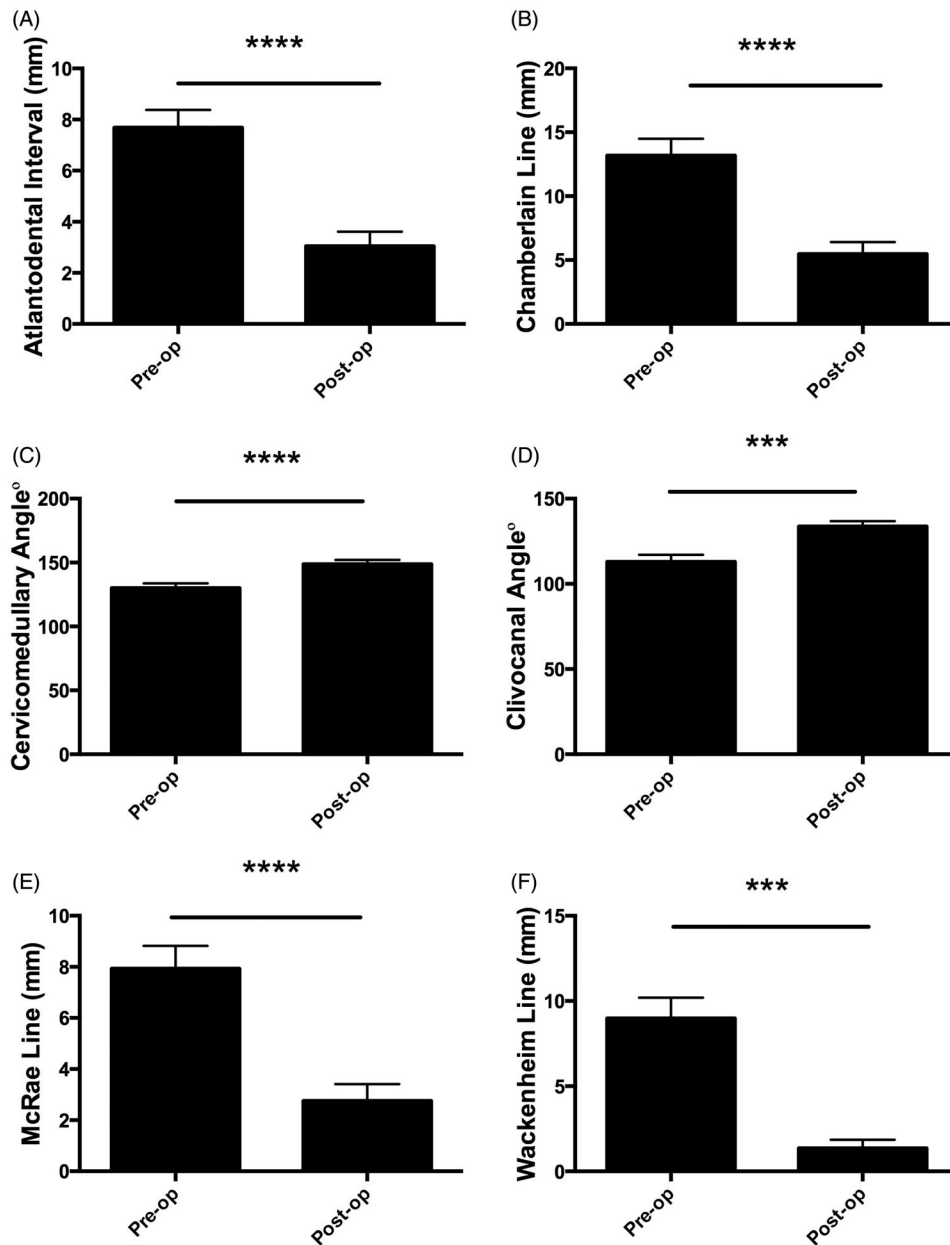 (A)
****
Atlantodental Interval (mm)
10
8
6
4
2
0
Pre-op
Post-op
(B)
****
Chamberlain Line (mm)
20
15
10
5
0
Pre-op
Post-op
(C)
****
Cervicomedullary Angleº
200
150
100
50
0
Pre-op
Post-op
(D)
***
Clivocanal Angleº
150
100
50
0
Pre-op
Post-op
(E)
****
McRae Line (mm)
10
8
6
4
2
0
Pre-op
Post-op
(F)
***
Wackenheim Line (mm)
15
10
5
0
Pre-op
Post-op